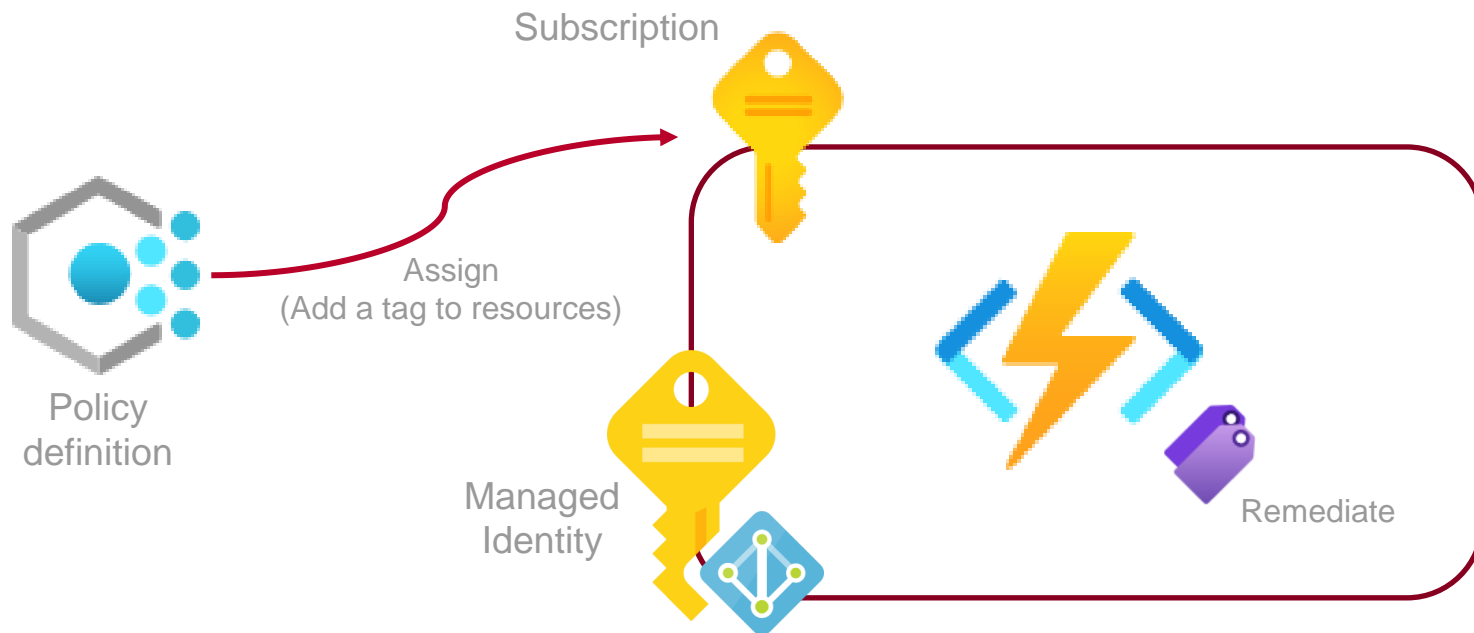 Subscription
Assign
(Add a tag to resources)
Policy
definition
Managed
Identity
Remediate